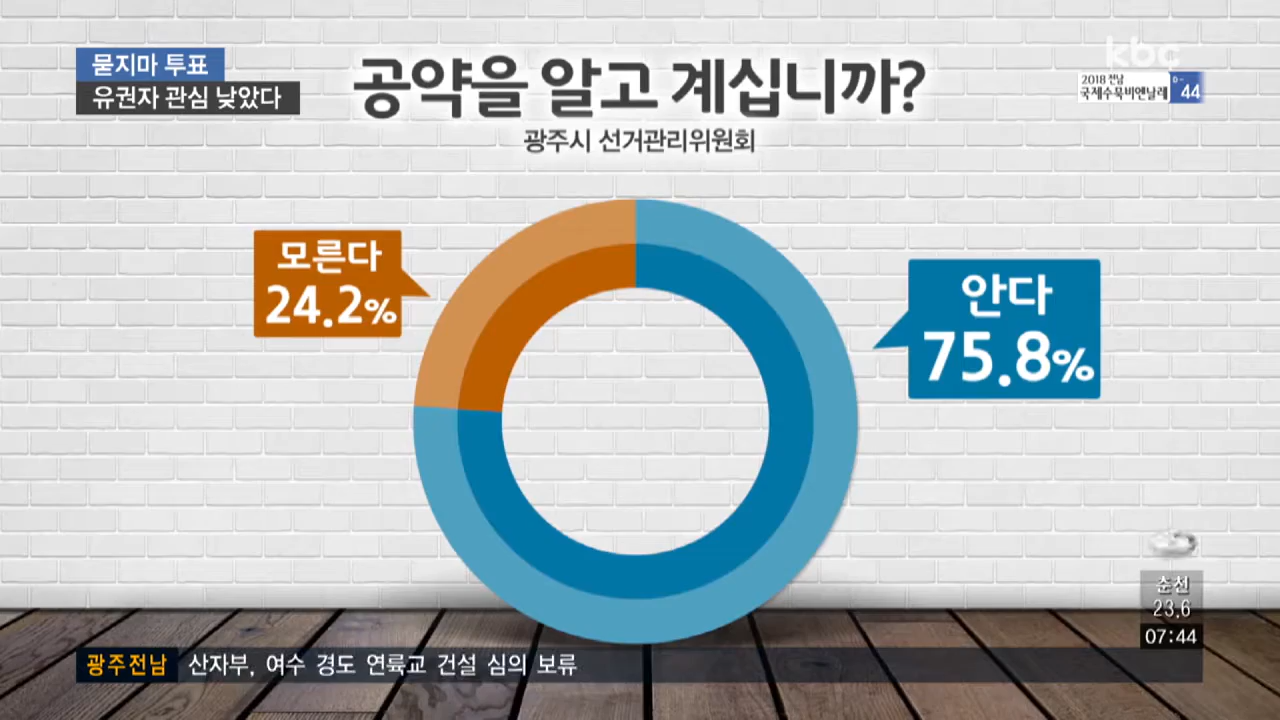 묻지마 투표
유권자 관심 낮았다
공약을 알고 계십니까?
광주시 선거관리위원회
kbc
2018 전남
국제수묵비엔날레
D-
44
모른다
24.2%
안다
75.8%
순천
23.6
07:44
광주전남 산자부, 여수 경도 연륙교 건설 심의 보류